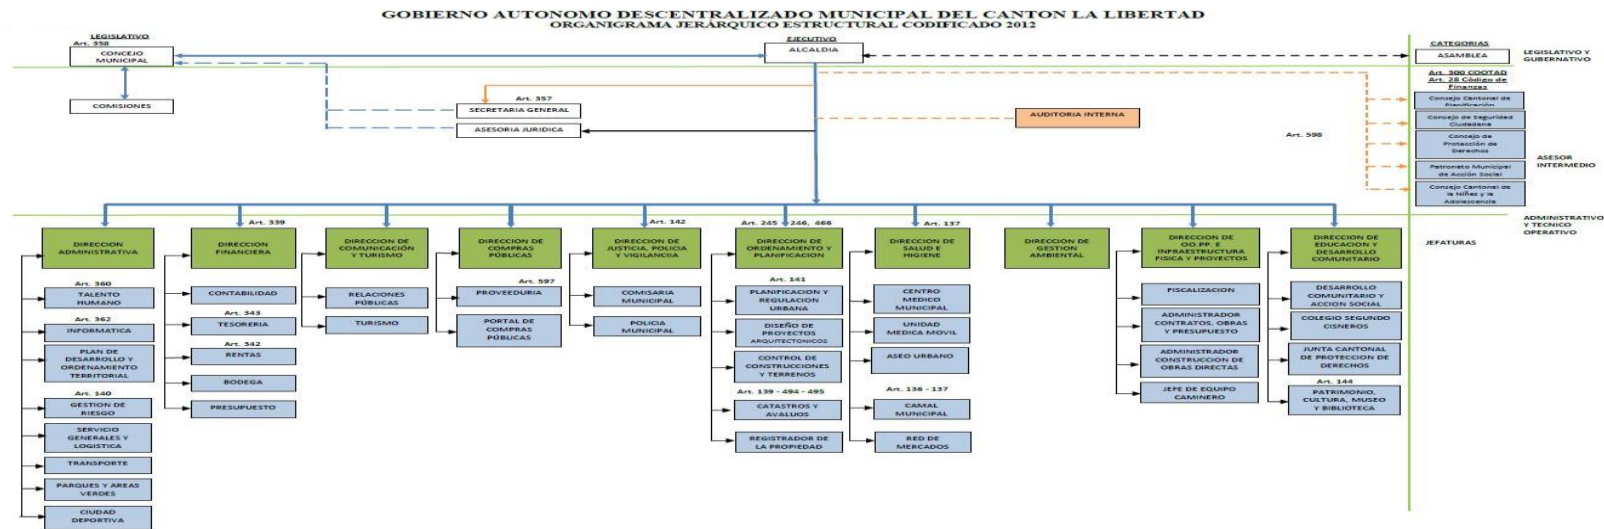 GOBIERNO AUTONOMO DESCENTRALIZADO MUNICIPAL DEL CANTON LA LIBERTAD
ORGANIGRAMA JERARQUICO ESTRUCTURAL CODIFICADO 2012
LEGISLATIVO
Art. 358
CONCEJO
MUNICIPAL
COMISIONES
EJECUTIVO
ALCALDIA
Art. 357
SECRETARIA GENERAL
ASESORIA JURIDICA
AUDITORIA INTERNA
CATEGORIAS
ASAMBLEA
LEGISLATIVO Y
GUBERNATIVO
Art. 300 COOTAD
Art. 28 Código de
Finanzas
Consejo Cantonal de
Planificación
Consejo de Seguridad
Ciudadana
Art. 598
Consejo de
Protección de
Derechos
Patronato Municipal
de Acción Social
Consejo Cantonal de
la Niñez y la
Adolescencia
ASESOR
INTERMEDIO
ADMINISTRATIVO
Y TECNICO
OPERATIVO
JEFATURAS
DIRECCION
ADMINISTRATIVA
Art. 360
TALENTO
HUMANO
Art. 362
INFORMATICA
PLAN DE
DESARROLLO Y
ORDENAMIENTO
TERRITORIAL
Art. 140
GESTION DE
RIESGO
SERVICIO
GENERALES Y
LOGISTICA
TRANSPORTE
PARQUES Y AREAS
VERDES
CIUDAD
DEPORTIVA
Art. 339
DIRECCION
FINANCIERA
CONTABILIDAD
Art. 343
TESORERIA
Art. 342
RENTAS
BODEGA
PRESUPUESTO
DIRECCION DE
COMUNICACIÓN
Y TURISMO
RELACIONES
PÚBLICAS
TURISMO
DIRECCION DE
COMPRAS
PÚBLICAS
Art. 597
PROVEEDURIA
PORTAL DE
COMPRAS
PÚBLICAS
Art. 142
DIRECCION DE
JUSTICIA, POLICIA
Y VIGILANCIIA
COMISARIA
MUNICIPAL
POLICIA
MUNICIPAL
Art. 245 246, 466
DIRECCION DE
ORDENAMIENTO Y
PLANIFICACION
Art. 141
PLANIFICACION Y
REGULACION
URBANA
DISEÑO DE
PROYECTOS
ARQUITECTONICOS
CONTROL DE
CONSTRUCCIONES
Y TERRENOS
Art. 139 - 494 - 495
CATASTROS Y
AVALUOS
REGISTRADOR DE
LA PROPIEDAD
Art. 137
DIRECCION DE
SALUD E
HIGIENE
CENTRO
MEDICO
MUNICIPAL
UNIDAD
MEDICA MOVIL
ASEO URBANO
Art. 136 - 137
CAMAL
MUNICIPAL
RED DE
MERCADOS
DIRECCION DE
GESTION
AMBIENTAL
DIRECCION DE
OO.PP. E
INFRAESTRUCTURA
FISICA Y PROYECTOS
FISCALIZACION
ADMINISTRADOR
CONTRATOS, OBRAS
Y PRESUPUESTO
ADMINISTRADOR
CONSTRUCCION DE
OBRAS DIRECTAS
JEFE DE EQUIPO
CAMINERO
DIRECCION DE
EDUCACION Y
DESARROLLO
COMUNITARIO
DESARROLLO
COMUNITARIO Y
ACCION SOCIAL
COLEGIO SEGUNDO
CISNEROS
JUNTA CANTONAL
DE PROTECCION DE
DERECHOS
Art. 144
PATRIMONIO,
CULTURA, MUSEO
Y BIBLIOTECA